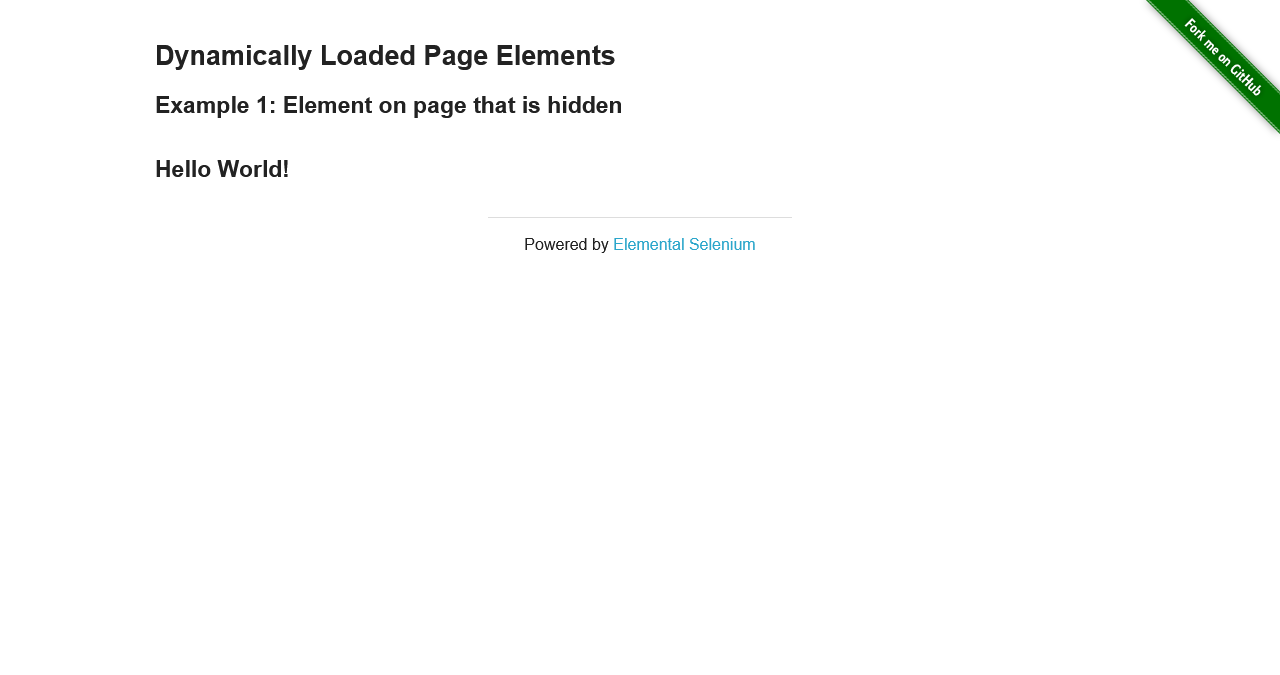 Dynamically Loaded Page Elements
Example 1: Element on page that is hidden
Hello World!
Powered by Elemental Selenium
Fork me on GitHub